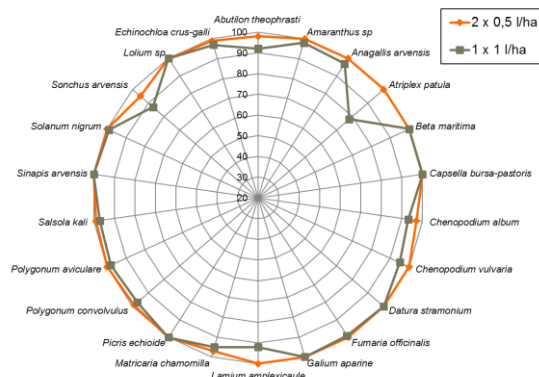 Abutilon theophrasti
Echinochloa crus-galli
Amaranthus sp
Lolium sp
Anagallis arvensis
Sonchus arvensis
Atriplex patula
Solanum nigrum
Beta maritima
Sinapis arvensis
Capsella bursa-pastoris
Salsola kali
Chenopodium album
Polygonum aviculare
Chenopodium vulvaria
Polygonum convolvulus
Datura stramonium
Picris echioide
Fumaria officinalis
Matricaria chamomilla
Galium aparine
Lamium amplexicaule
100
90
80
70
60
50
40
30
20
2 x 0,5 l/ha
1 x 1 l/ha